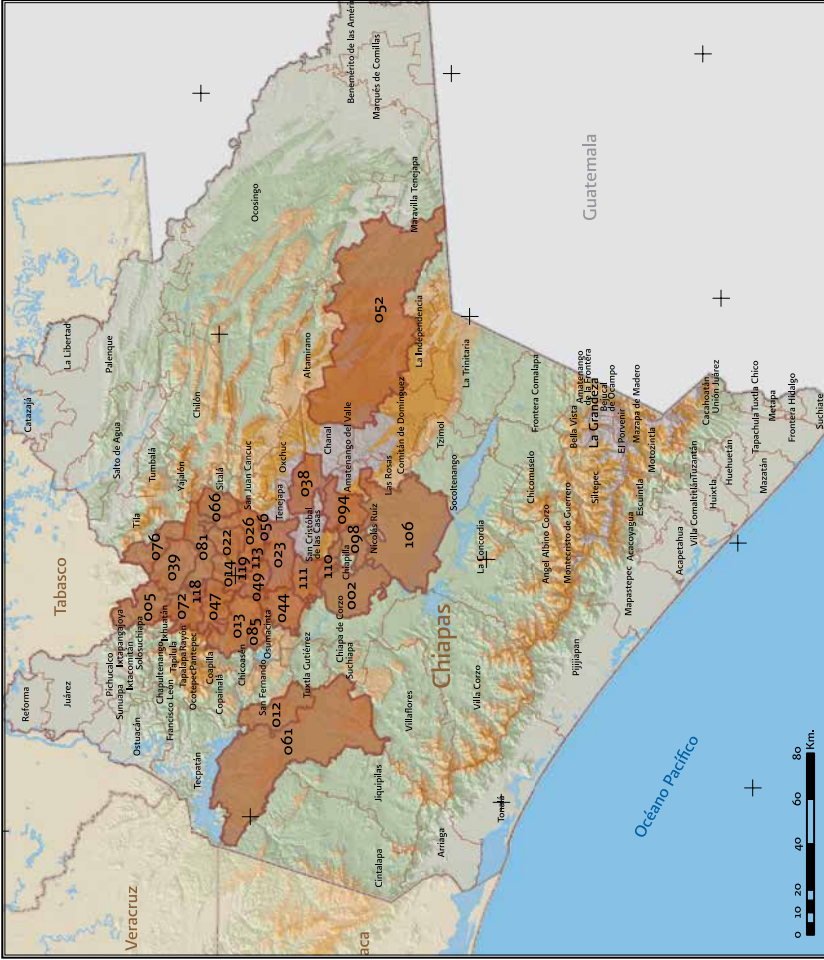 Reforma
Juárez
Catazajá
La Libertad
Palenque
Salto de Agua
Tumbalá
Tila
Yajalón
Sitalá
Chilón
Ocosingo
Benemérito de las Amér
Marqués de Comillas
Maravilla Tenejapa
Tabasco
Veracruz
aca
Chiapas
Guatemala
Océano Pacífico
Pichucalco
Sunuapa
Ixtapangajoya
Ixtacomitán
Solosuchiapa
Ostuacán
Chapultenango
Ixhuatán
Francisco León
Tapilula
Tapalapa
Rayón
Ocotepec
Pantepec
Coapilla
Copainalá
Tecpatán
Chicoasén
Osumacinta
San Fernando
Tuxtla Gutiérrez
Chiapa de Corzo
Suchiapa
Chiapilla
Nicolás Ruíz
San Cristóbal
de las Casas
San Juan Cancuc
Tenejapa
Oxchuc
Altamirano
Chanal
Amatenango del Valle
Las Rosas
Comitán de Domínguez
La Independencia
La Trinitaria
Tzimol
Socoltenango
Frontera Comalapa
Chicomuselo
La Concordia
Angel Albino Corzo
Montecristo de Guerrero
Villaflores
Villa Corzo
Jiquipilas
Cintalapa
Arriaga
Tonalá
Pijijiapan
Mapastepec
Acacoyagua
Acapetahua
Escuintla
Villa Comaltitlán
Siltepec
Bella Vista
Amatenango
de la Frontera
La Grandeza
Bejucal
de Ocampo
El Porvenir
Mazapa de Madero
Motozintla
Tuzantán
Huixtla
Huehuetán
Mazatán
Cacahoatán
Unión Juárez
Tapachula
Tuxtla Chico
Metapa
Frontera Hidalgo
Suchiate
005
076
039
072
118
081
066
047
014
022
119
026
013
049
113
056
085
023
044
111
038
110
094
098
002
106
052
012
061
0
10
20
40
60
80
Km.